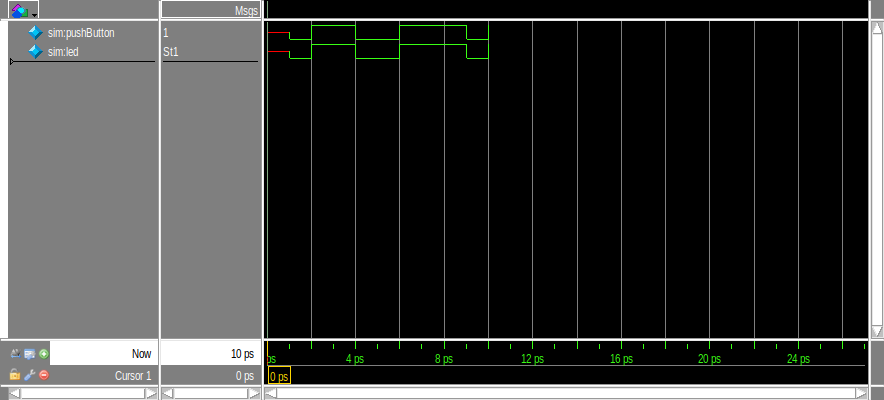 Msgs
sim:pushButton 1
sim:led St1
ps 4 ps 8 ps 12 ps 16 ps 20 ps 24 ps
Now 10 ps
Cursor 1 0 ps 0 ps